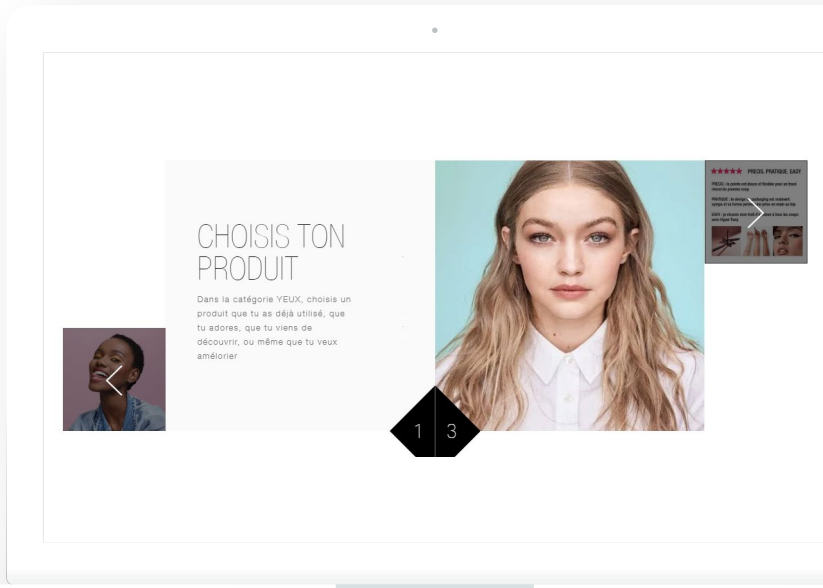 CHOISIS TON
PRODUIT
Dans la catégorie YEUX, choisis un
produit que tu as déjà utilisé, que
tu adores, que tu viens de
découvrir, ou même que tu veux
amélorier
1 3
PRECIS. PRATIQUE. EASY